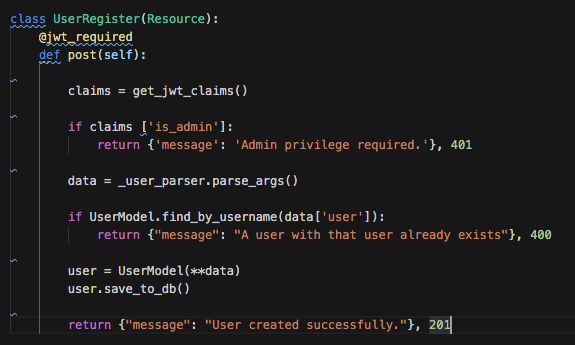 class UserRegister(Resource):
    @jwt_required
    def post(self):
        claims = get_jwt_claims()
        if claims ['is_admin']:
            return {'message': 'Admin privilege required.'}, 401
        data = _user_parser.parse_args()
        if UserModel.find_by_username(data['user']):
            return {"message": "A user with that user already exists"}, 400
        user = UserModel(**data)
        user.save_to_db()
        return {"message": "User created successfully."}, 201